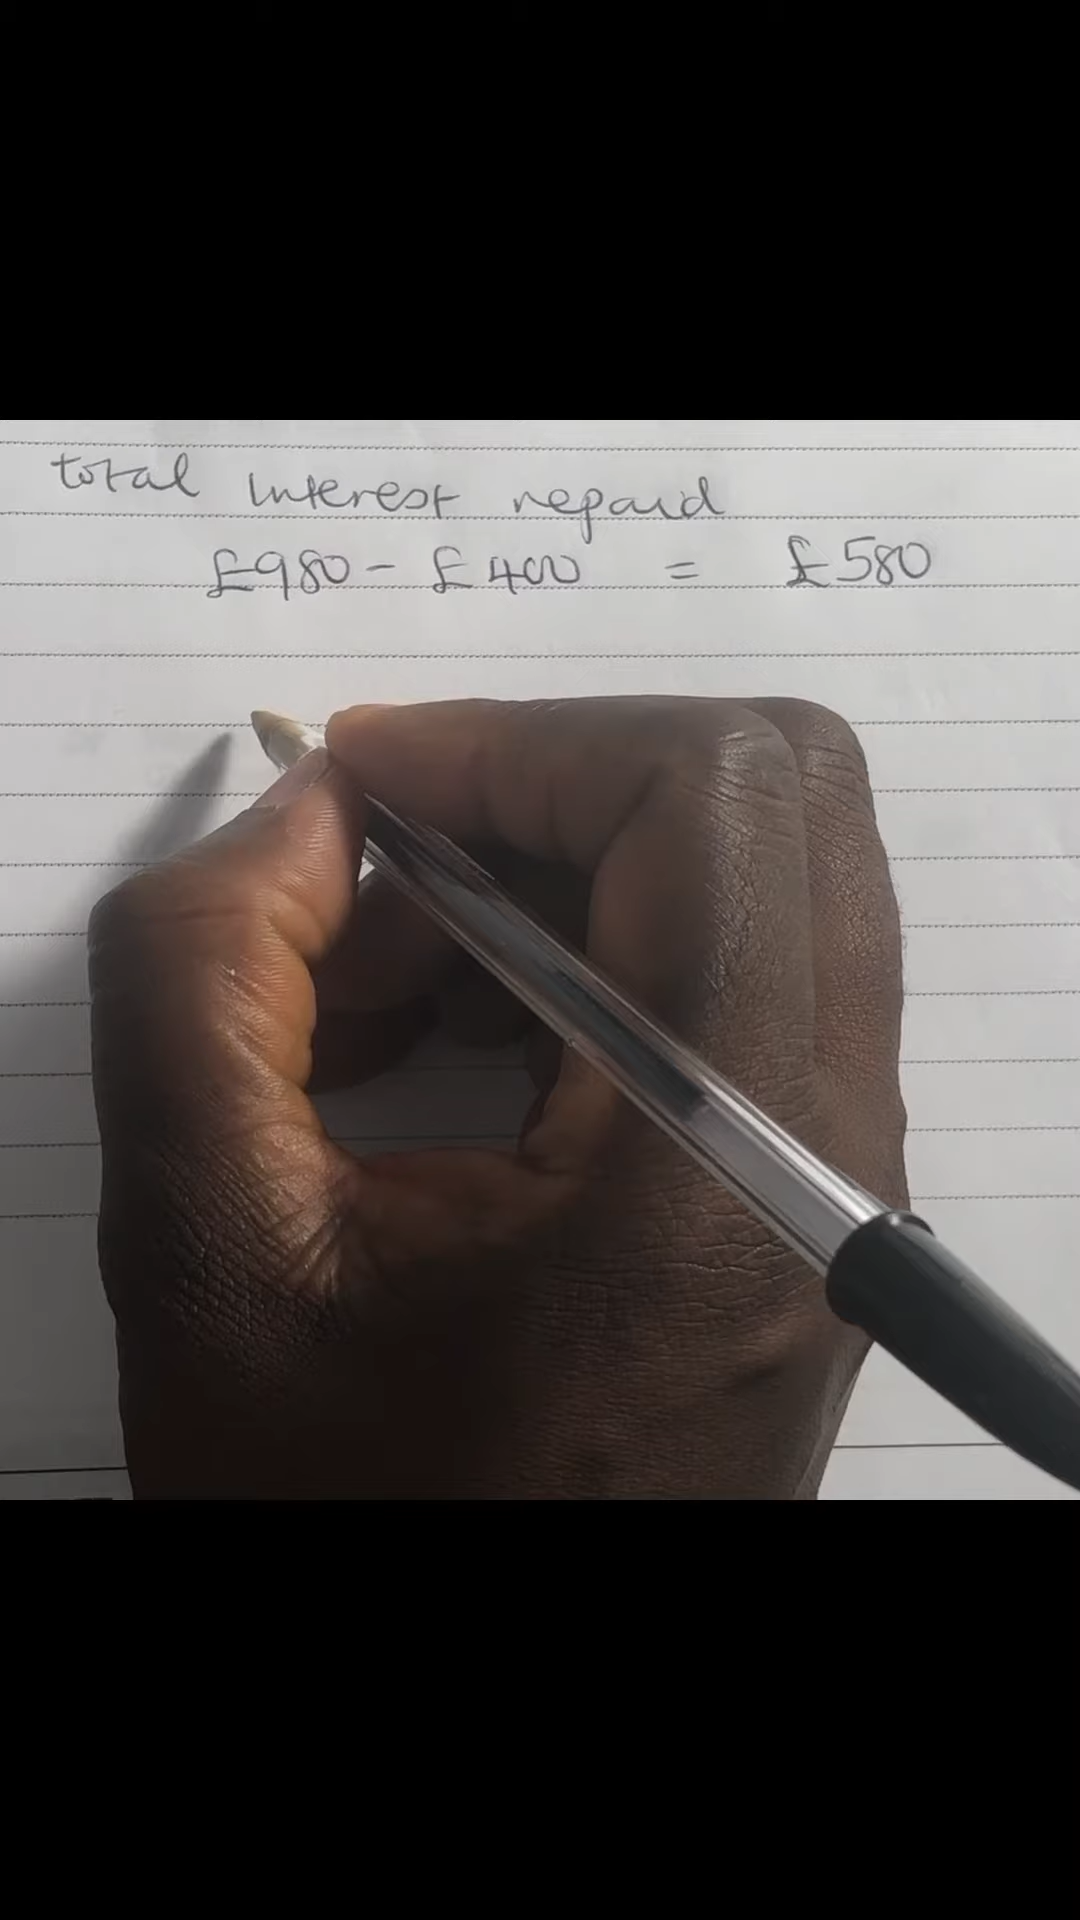 total interest repaid
£980 - £400 = £580